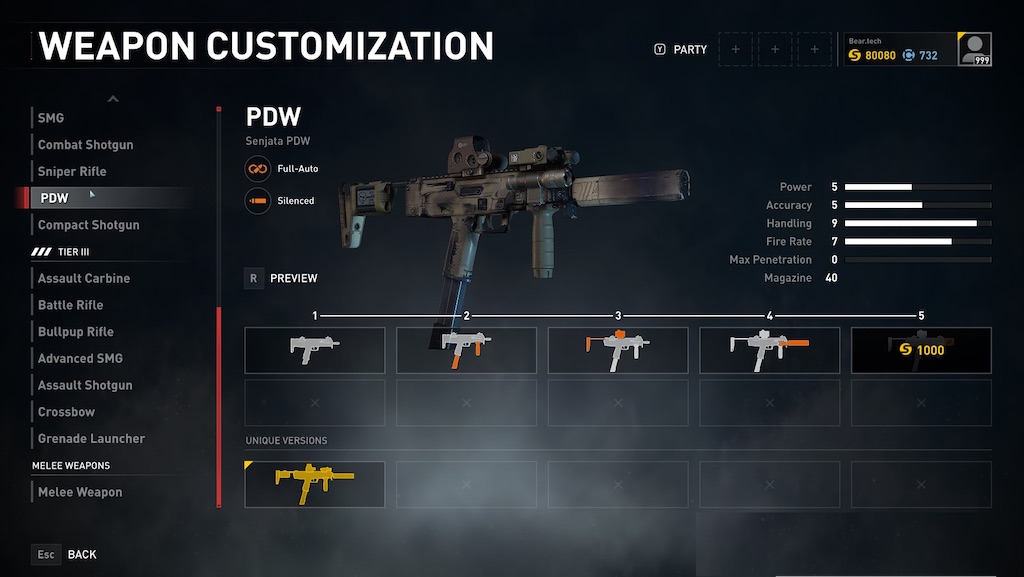 WEAPON CUSTOMIZATION
Y PARTY
Bear.tech
80080 732
999
SMG
Combat Shotgun
Sniper Rifle
PDW
Compact Shotgun
TIER III
Assault Carbine
Battle Rifle
Bullpup Rifle
Advanced SMG
Assault Shotgun
Crossbow
Grenade Launcher
MELEE WEAPONS
Melee Weapon
Esc BACK
PDW
Senjata PDW
Full-Auto
Silenced
R PREVIEW
Power 5
Accuracy 5
Handling 9
Fire Rate 7
Max Penetration 0
Magazine 40
1 2 3 4 5
1000
UNIQUE VERSIONS